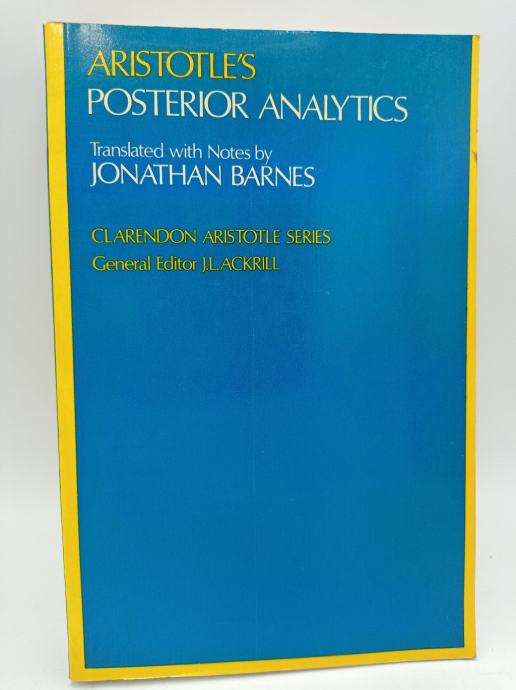 ARISTOTLE'S
POSTERIOR ANALYTICS
Translated with Notes by
JONATHAN BARNES
CLARENDON ARISTOTLE SERIES
General Editor J.L.ACKRILL